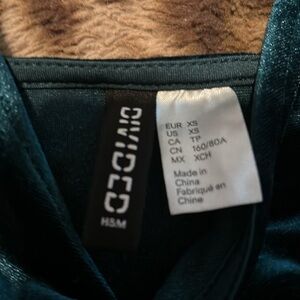 DIVIDED
H&M
EUR XS
US XS
CA TP
CN 160/80A
MX XCH
Made in
China
Fabriqué en
Chine